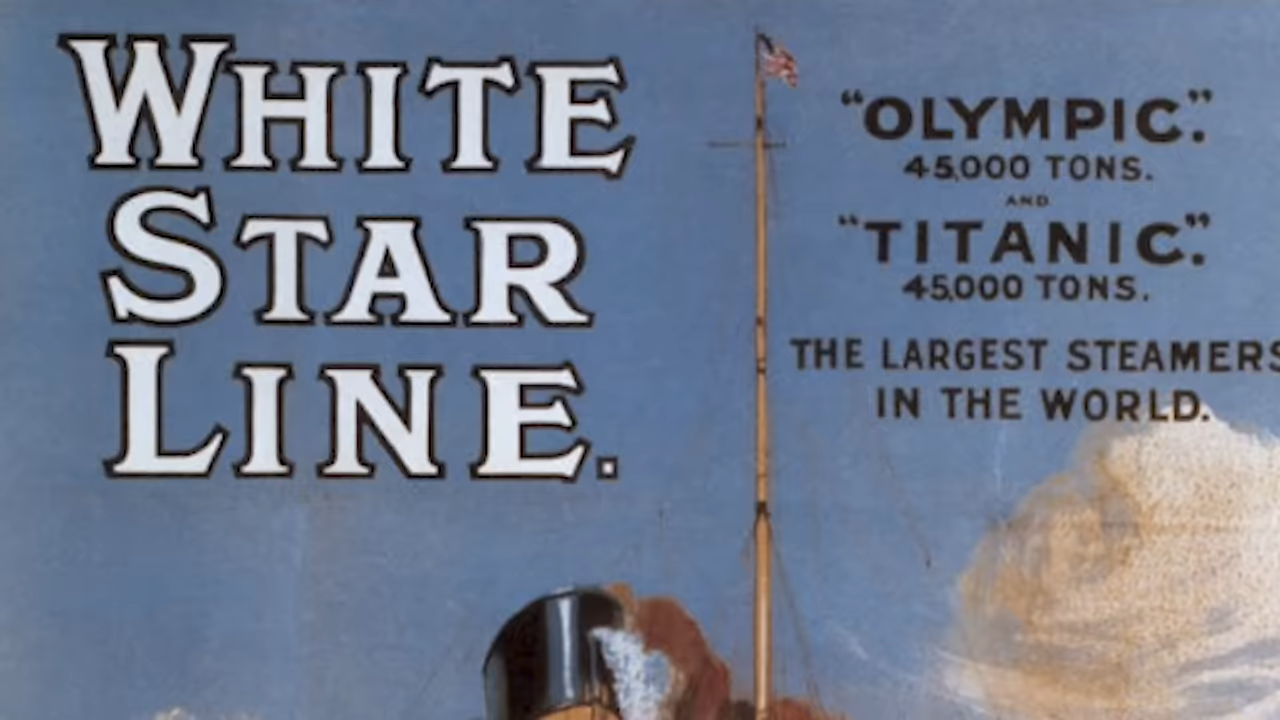 WHITE
STAR
LINE.
"OLYMPIC".
45,000 TONS.
AND
"TITANIC".
45,000 TONS.
THE LARGEST STEAMERS
IN THE WORLD.